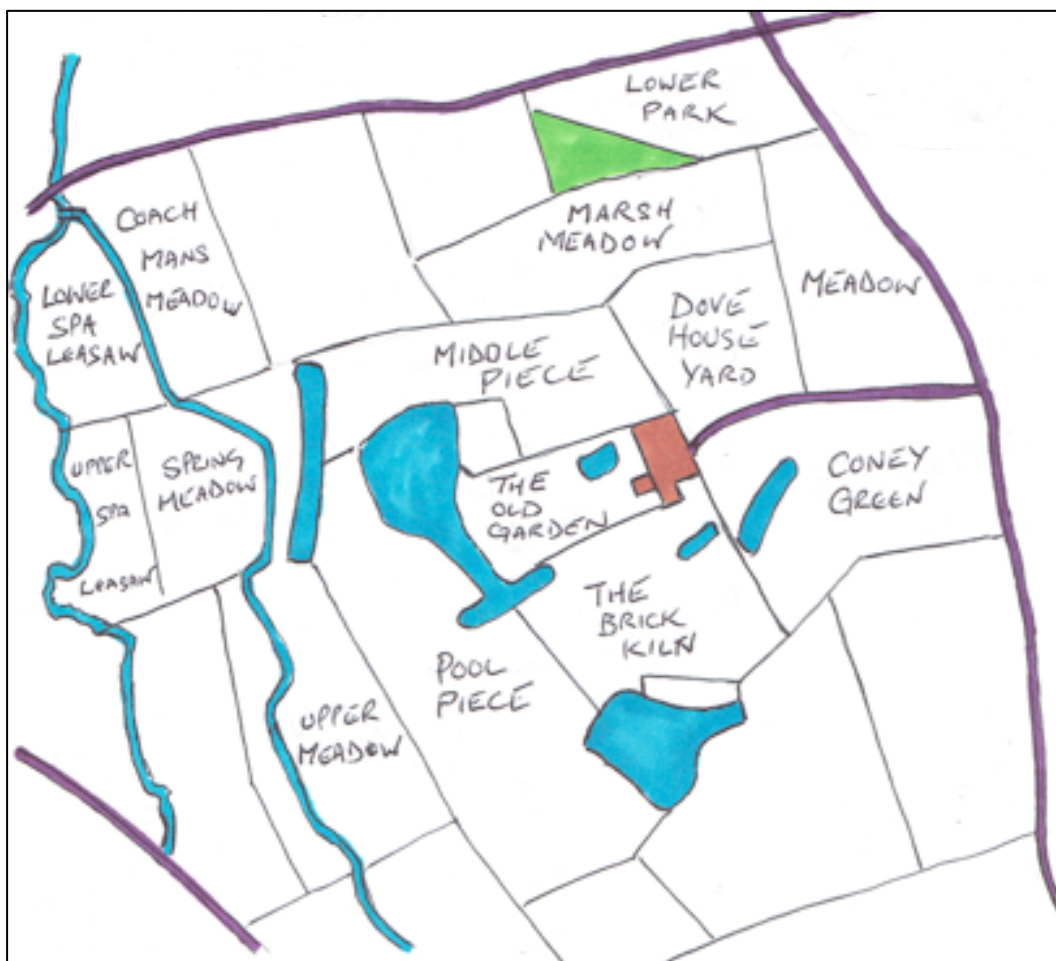 LOWER
PARK
COACH
MANS
MEADOW
MARSH
MEADOW
MEADOW
LOWER
SPA
LEASAW
DOVE
HOUSE
YARD
MIDDLE
PIECE
UPPER
SPA
LEASAW
SPRING
MEADOW
THE
OLD
GARDEN
CONEY
GREEN
THE
BRICK
KILN
POOL
PIECE
UPPER
MEADOW